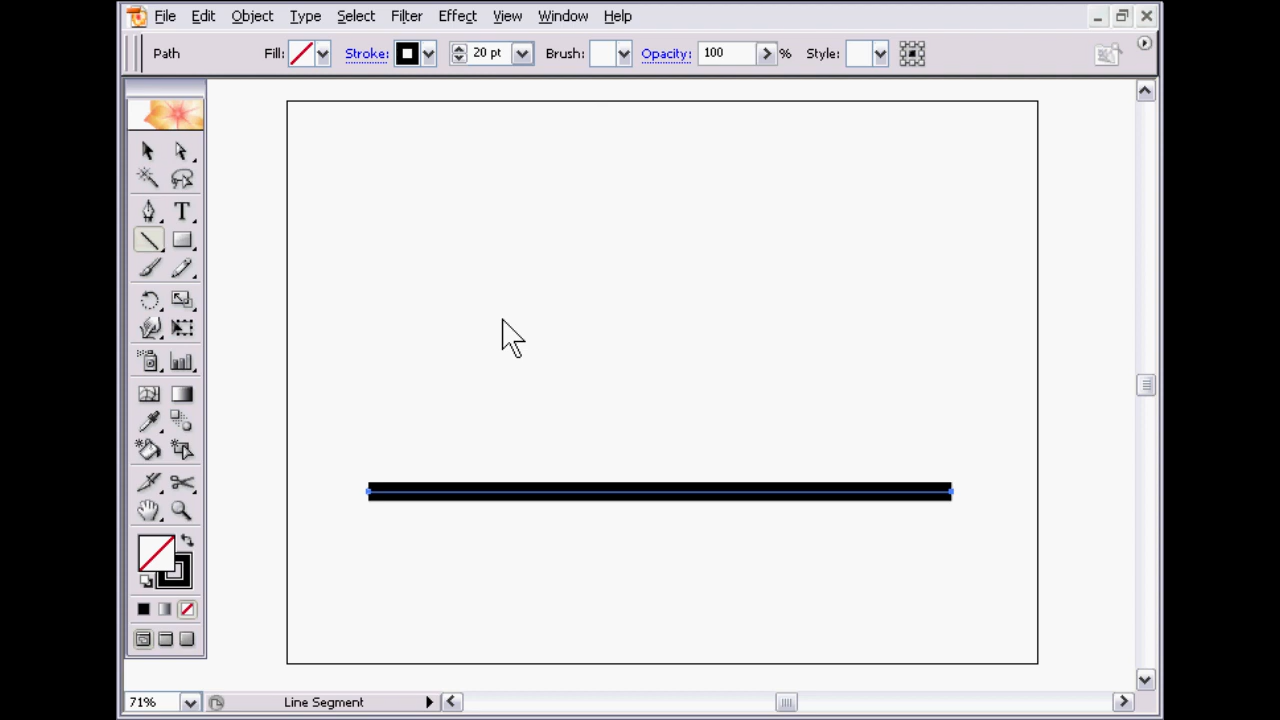 File Edit Object Type Select Filter Effect View Window Help
Path Fill: Stroke: 20 pt Brush: Opacity: 100 % Style:
T
71% Line Segment